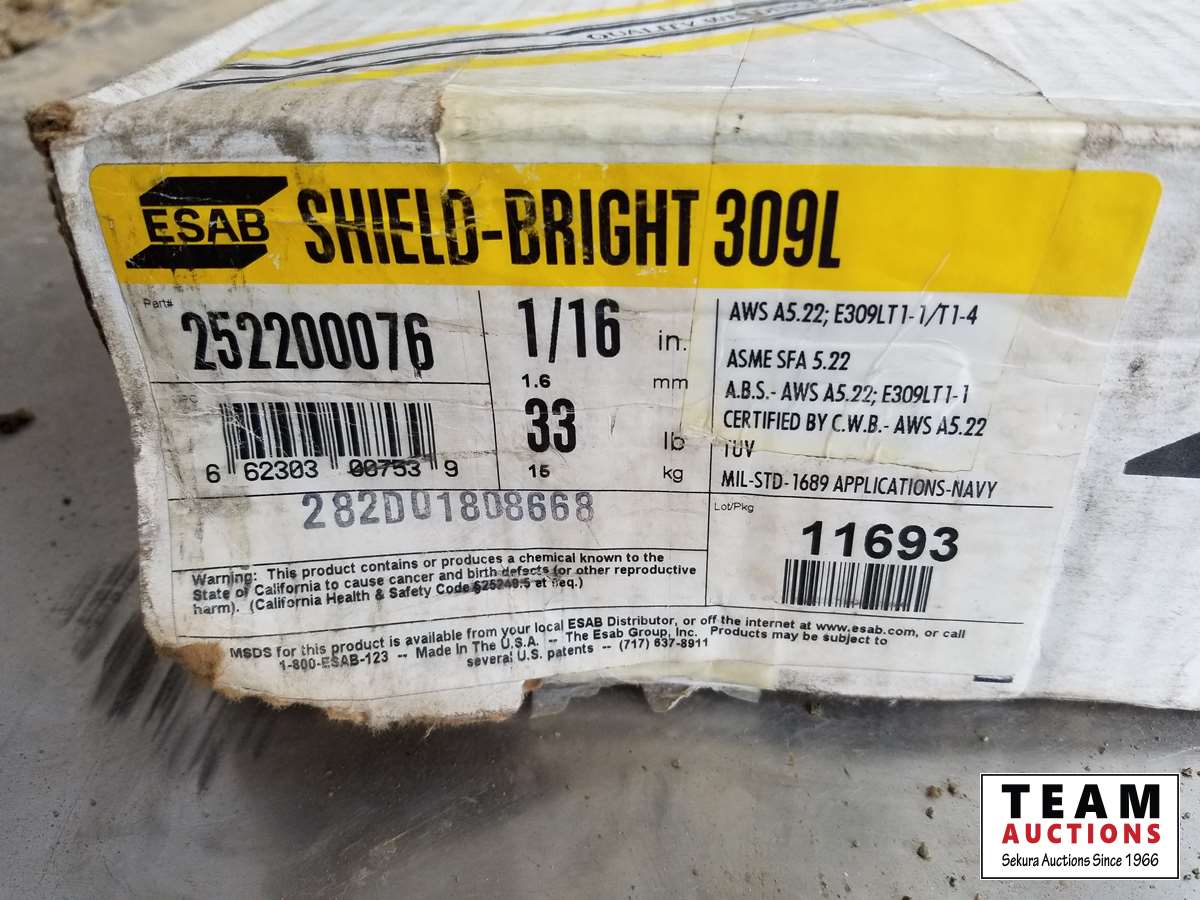 QUALITY
ESAB
SHIELD-BRIGHT 309L
Part#
252200076
1/16 in.
1.6 mm
33 lb
15 kg
AWS A5.22; E309LT1-1/T1-4
ASME SFA 5.22
A.B.S.- AWS A5.22; E309LT1-1
CERTIFIED BY C.W.B.- AWS A5.22
TUV
MIL-STD-1689 APPLICATIONS-NAVY
6 62303 00753 9
282D01808668
Lot/Pkg
11693
Warning: This product contains or produces a chemical known to the
State of California to cause cancer and birth defects (or other reproductive
harm). (California Health & Safety Code §25249.5 et seq.)
MSDS for this product is available from your local ESAB Distributor, or off the internet at www.esab.com, or call
1-800-ESAB-123 -- Made In The U.S.A. -- The Esab Group, Inc. Products may be subject to
several U.S. patents -- (717) 637-8911
TEAM
AUCTIONS
Sekura Auctions Since 1966